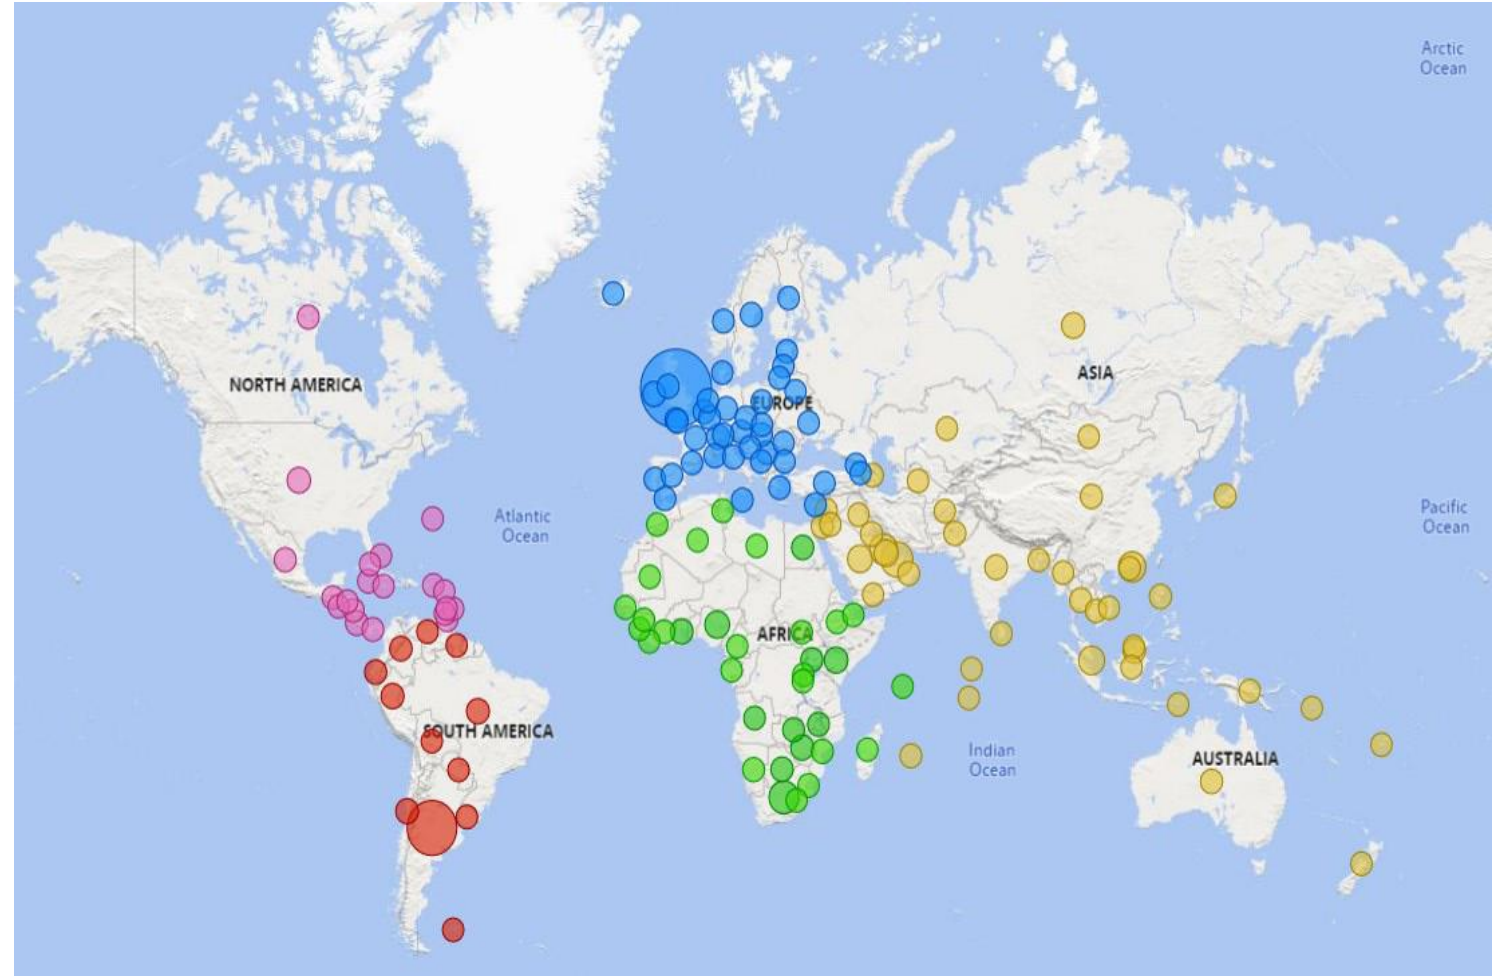 Arctic
Ocean
NORTH AMERICA
ASIA
EUROPE
Atlantic
Ocean
Pacific
Ocean
AFRICA
SOUTH AMERICA
Indian
Ocean
AUSTRALIA